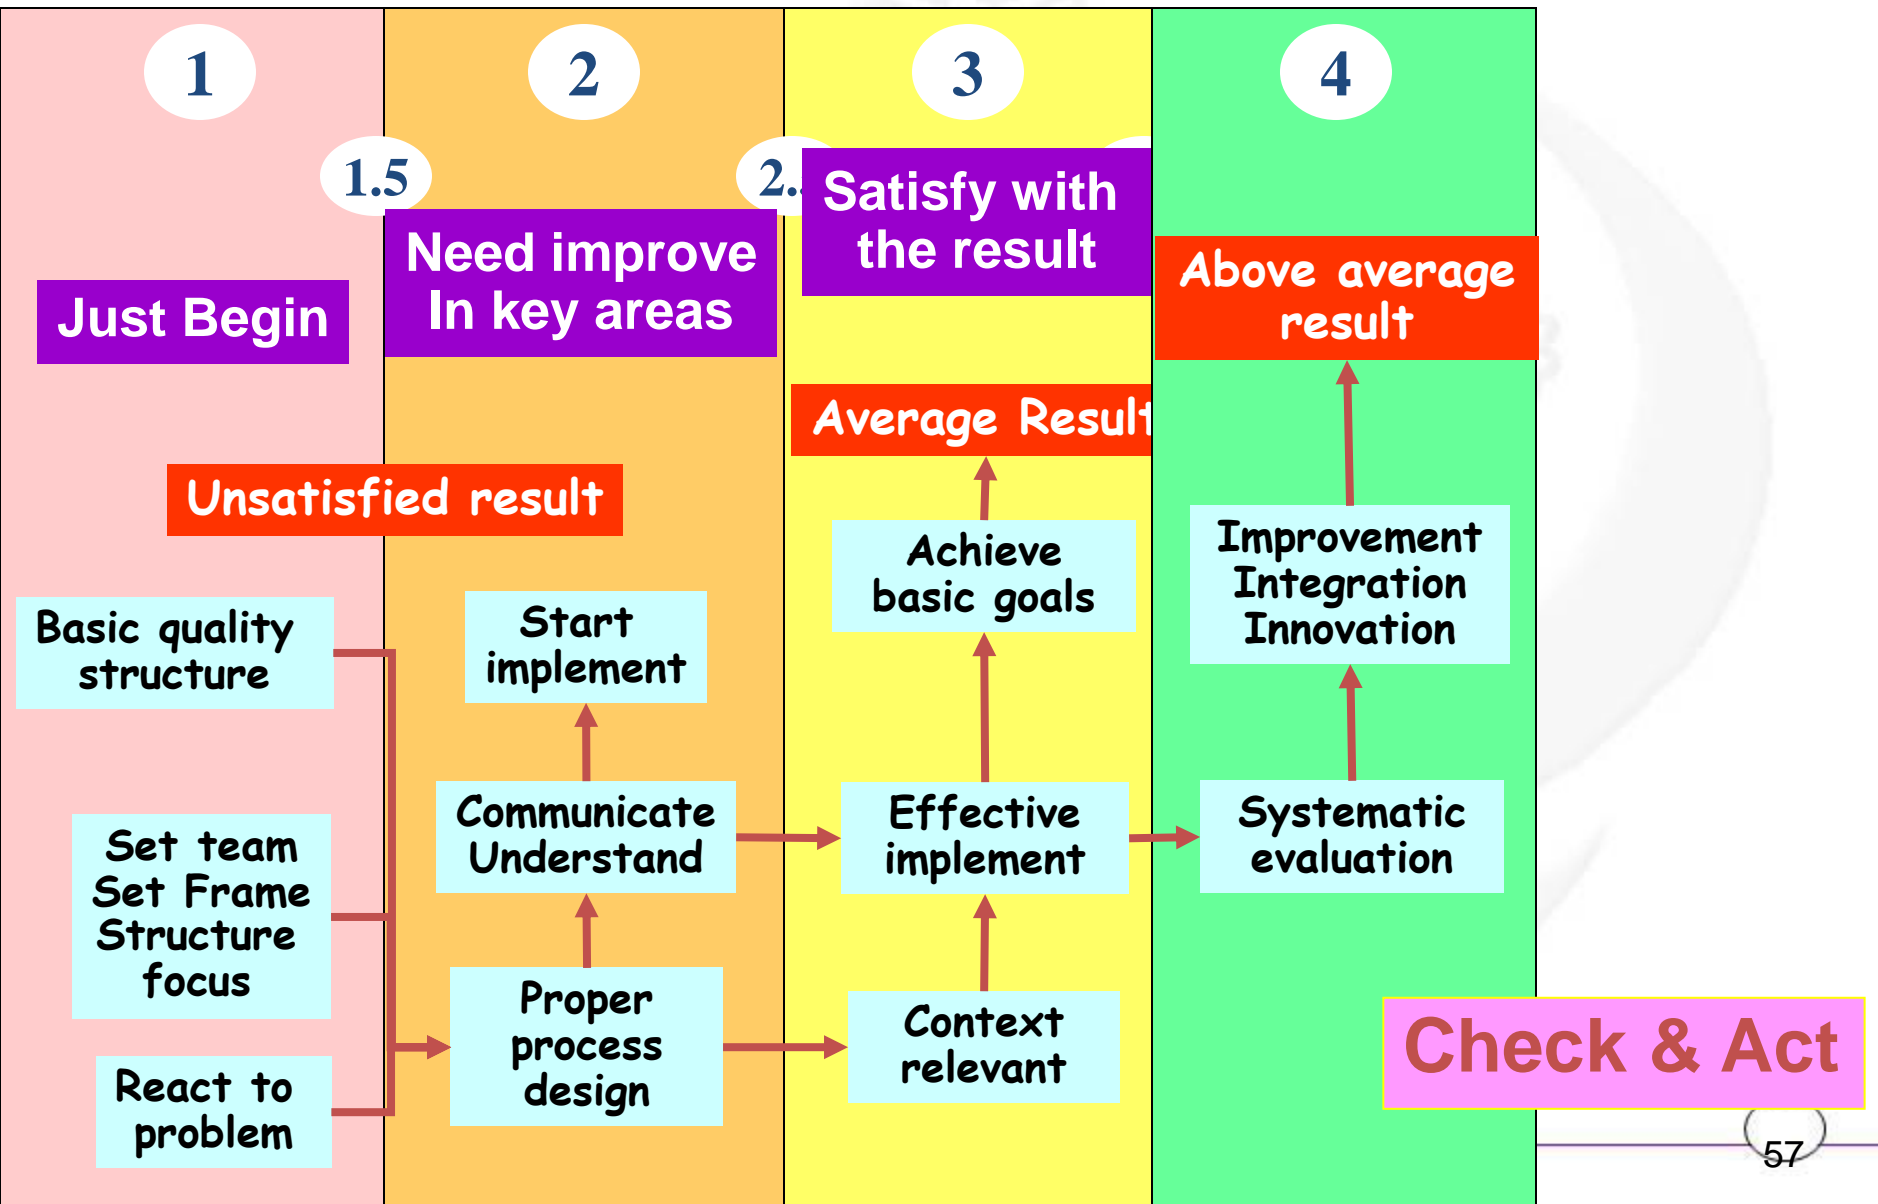 1
2
3
4
1.5
2.
Just Begin
Need improve
In key areas
Satisfy with
the result
Above average
result
Average Result
Unsatisfied result
Basic quality
structure
Set team
Set Frame
Structure
focus
React to
problem
Start
implement
Communicate
Understand
Proper
process
design
Achieve
basic goals
Effective
implement
Context
relevant
Improvement
Integration
Innovation
Systematic
evaluation
Check & Act
57